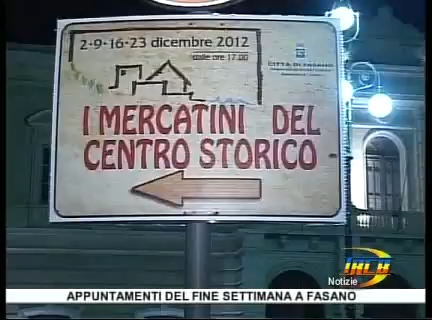 2-9-16-23 dicembre 2012
dalle ore 17.00
CITTÀ DI FASANO
I MERCATINI DEL
CENTRO STORICO
Notizie
APPUNTAMENTI DEL FINE SETTIMANA A FASANO